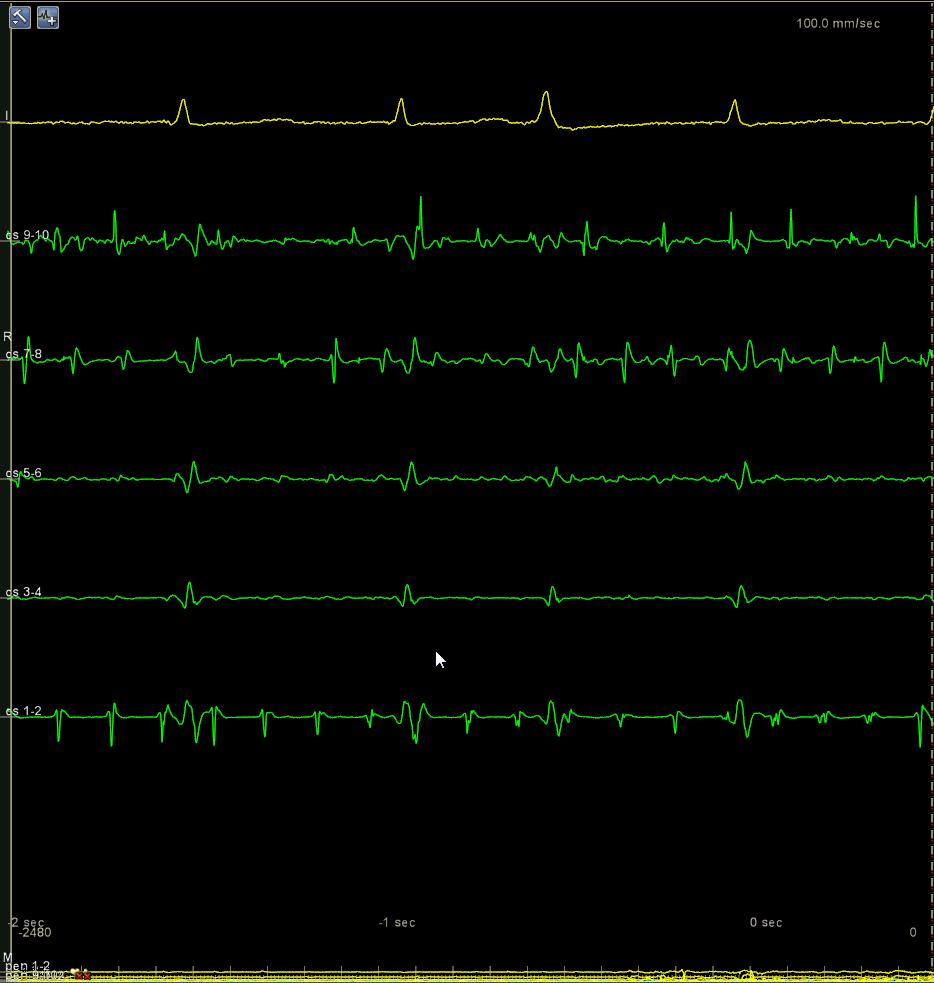 100.0 mm/sec
I
cs 9-10
R
cs 7-8
cs 5-6
cs 3-4
cs 1-2
-2 sec -1 sec 0 sec
-2480 0
M
pen 1-2